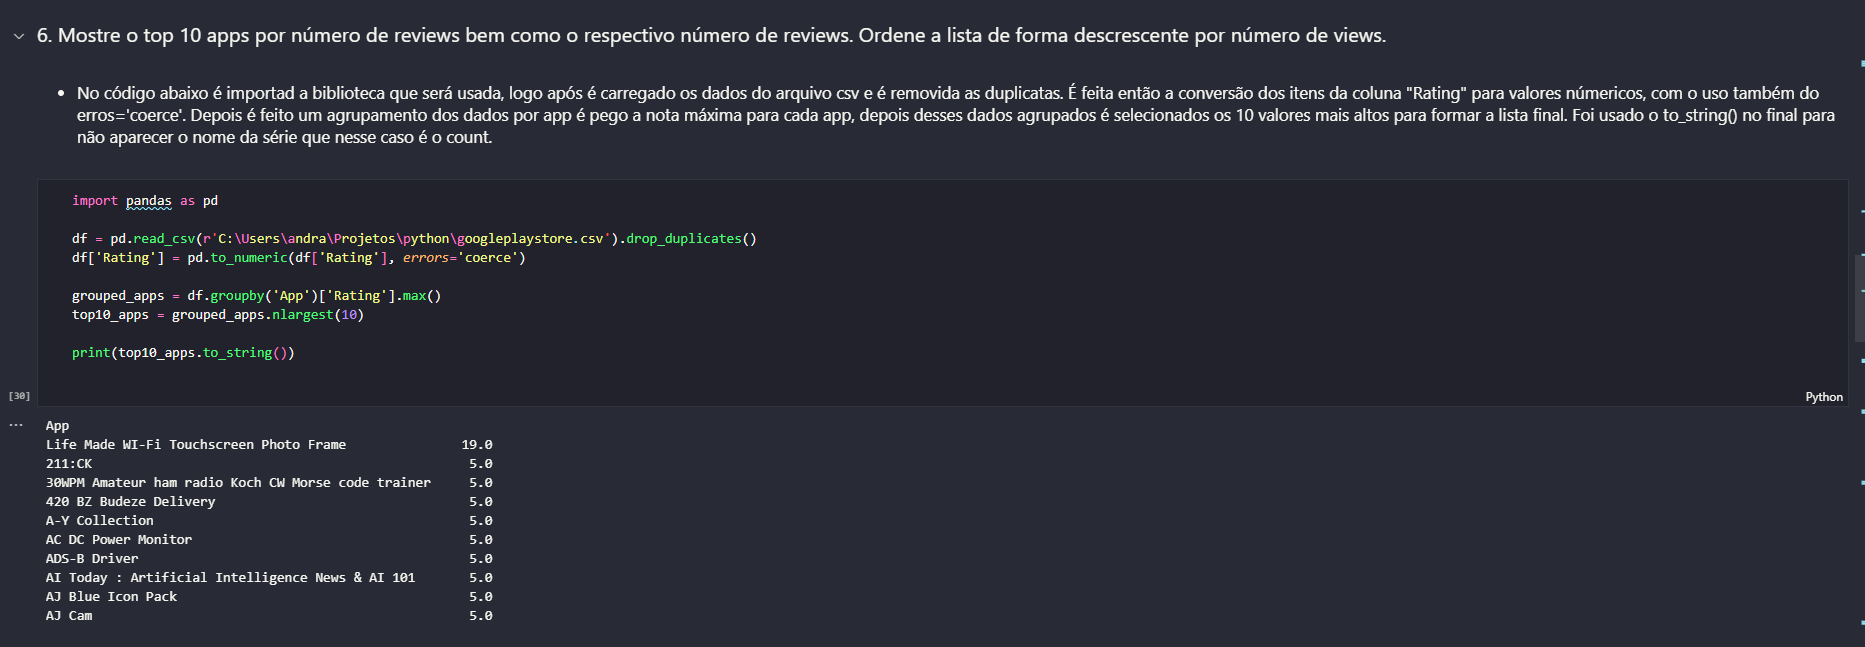 6. Mostre o top 10 apps por número de reviews bem como o respectivo número de reviews. Ordene a lista de forma descrescente por número de views.
• No código abaixo é importad a biblioteca que será usada, logo após é carregado os dados do arquivo csv e é removida as duplicatas. É feita então a conversão dos itens da coluna "Rating" para valores númericos, com o uso também do
erros='coerce'. Depois é feito um agrupamento dos dados por app é pego a nota máxima para cada app, depois desses dados agrupados é selecionados os 10 valores mais altos para formar a lista final. Foi usado o to_string() no final para
não aparecer o nome da série que nesse caso é o count.
import pandas as pd
df = pd.read_csv(r'C:\Users\andra\Projetos\python\googleplaystore.csv').drop_duplicates()
df['Rating'] = pd.to_numeric(df['Rating'], errors='coerce')
grouped_apps = df.groupby('App')['Rating'].max()
top10_apps = grouped_apps.nlargest(10)
print(top10_apps.to_string())
[30]
Python
... App
Life Made WI-Fi Touchscreen Photo Frame 19.0
211:CK 5.0
30WPM Amateur ham radio Koch CW Morse code trainer 5.0
420 BZ Budeze Delivery 5.0
A-Y Collection 5.0
AC DC Power Monitor 5.0
ADS-B Driver 5.0
AI Today : Artificial Intelligence News & AI 101 5.0
AJ Blue Icon Pack 5.0
AJ Cam 5.0